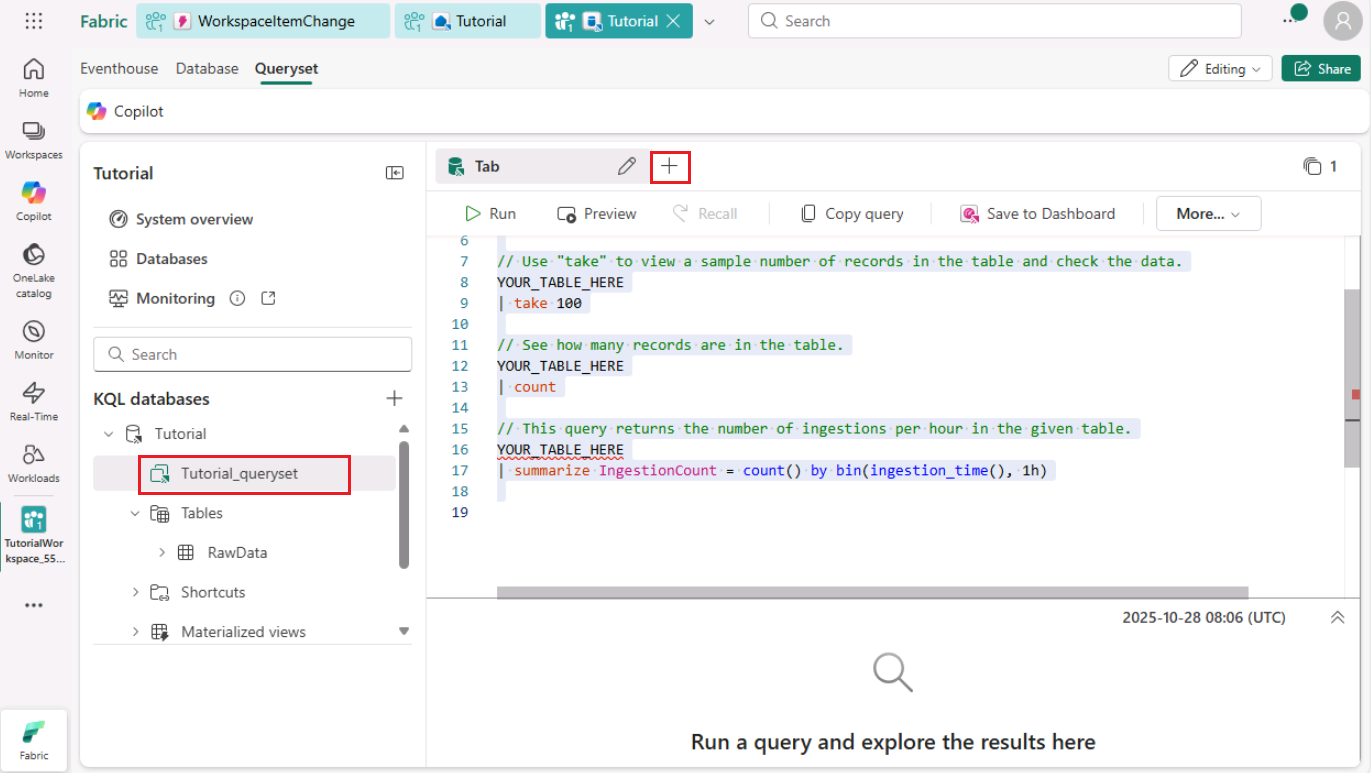 Fabric
WorkspaceItemChange
Tutorial
Tutorial
Search
Home
Workspaces
Copilot
OneLake
catalog
Monitor
Real-Time
Workloads
TutorialWor
kspace_55...
Fabric
Eventhouse Database Queryset
Editing
Share
Copilot
Tutorial
System overview
Databases
Monitoring
Search
KQL databases
Tutorial
Tutorial_queryset
Tables
RawData
Shortcuts
Materialized views
Tab
1
Run Preview Recall Copy query Save to Dashboard More...
6
7 // Use "take" to view a sample number of records in the table and check the data.
8 YOUR_TABLE_HERE
9 | take 100
10
11 // See how many records are in the table.
12 YOUR_TABLE_HERE
13 | count
14
15 // This query returns the number of ingestions per hour in the given table.
16 YOUR_TABLE_HERE
17 | summarize IngestionCount = count() by bin(ingestion_time(), 1h)
18
19
2025-10-28 08:06 (UTC)
Run a query and explore the results here